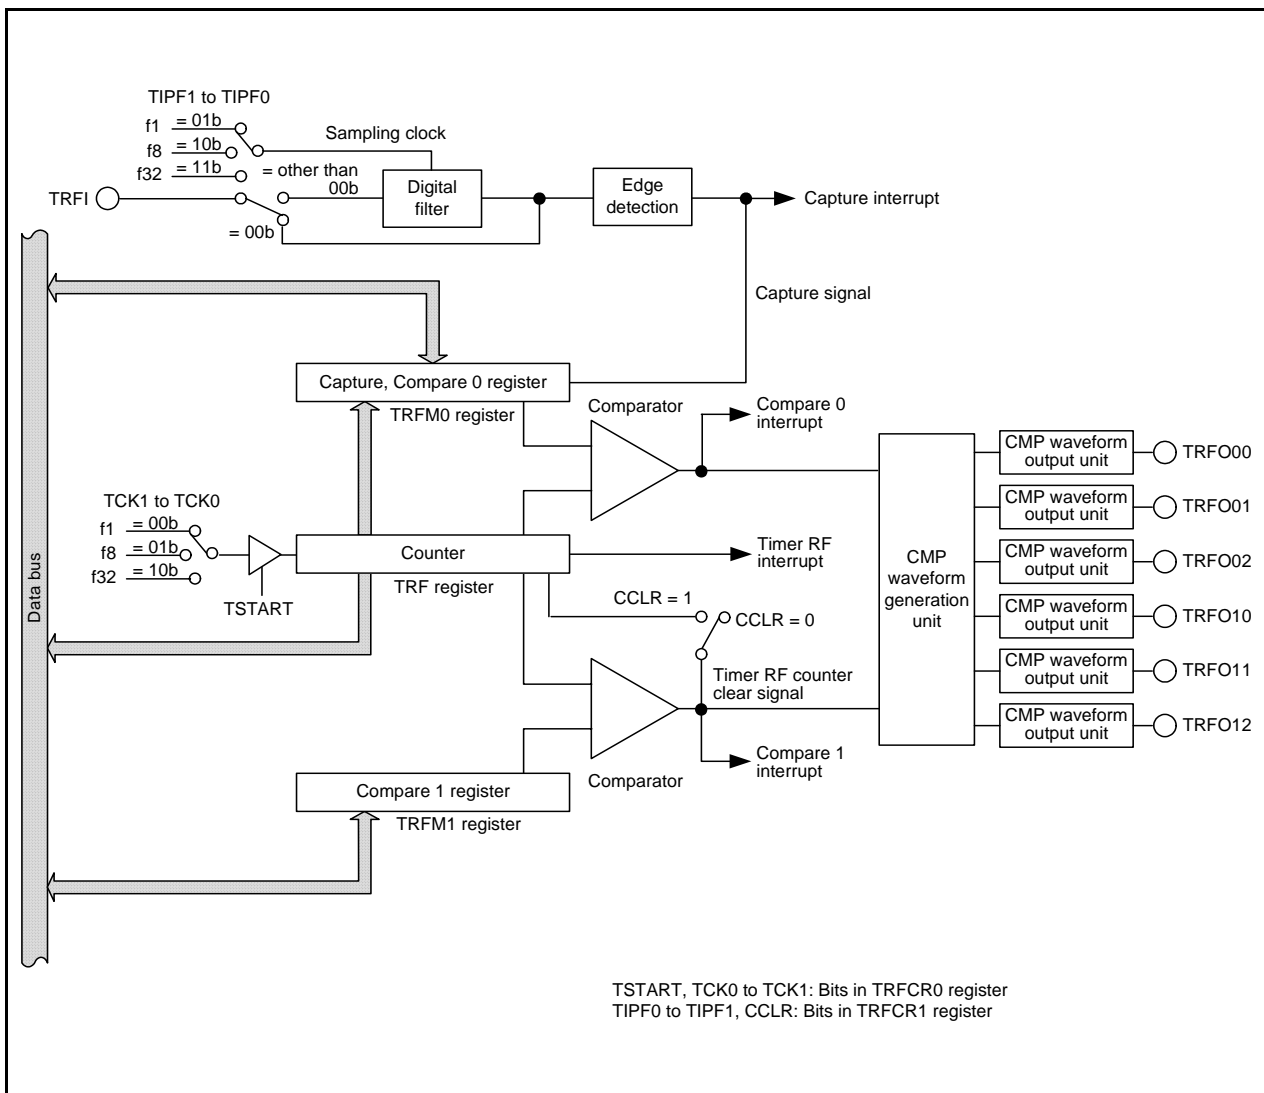 TIPF1 to TIPF0
f1 = 01b
f8 = 10b
f32 = 11b
Sampling clock
= other than
00b
= 00b
TRFI
Digital
filter
Edge
detection
Capture interrupt
Capture signal
Data bus
Capture, Compare 0 register
TRFM0 register
Comparator
Compare 0
interrupt
TCK1 to TCK0
f1 = 00b
f8 = 01b
f32 = 10b
TSTART
Counter
TRF register
Timer RF
interrupt
CCLR = 1
CCLR = 0
Timer RF counter
clear signal
Compare 1
interrupt
Comparator
Compare 1 register
TRFM1 register
CMP
waveform
generation
unit
CMP waveform
output unit
TRFO00
CMP waveform
output unit
TRFO01
CMP waveform
output unit
TRFO02
CMP waveform
output unit
TRFO10
CMP waveform
output unit
TRFO11
CMP waveform
output unit
TRFO12
TSTART, TCK0 to TCK1: Bits in TRFCR0 register
TIPF0 to TIPF1, CCLR: Bits in TRFCR1 register